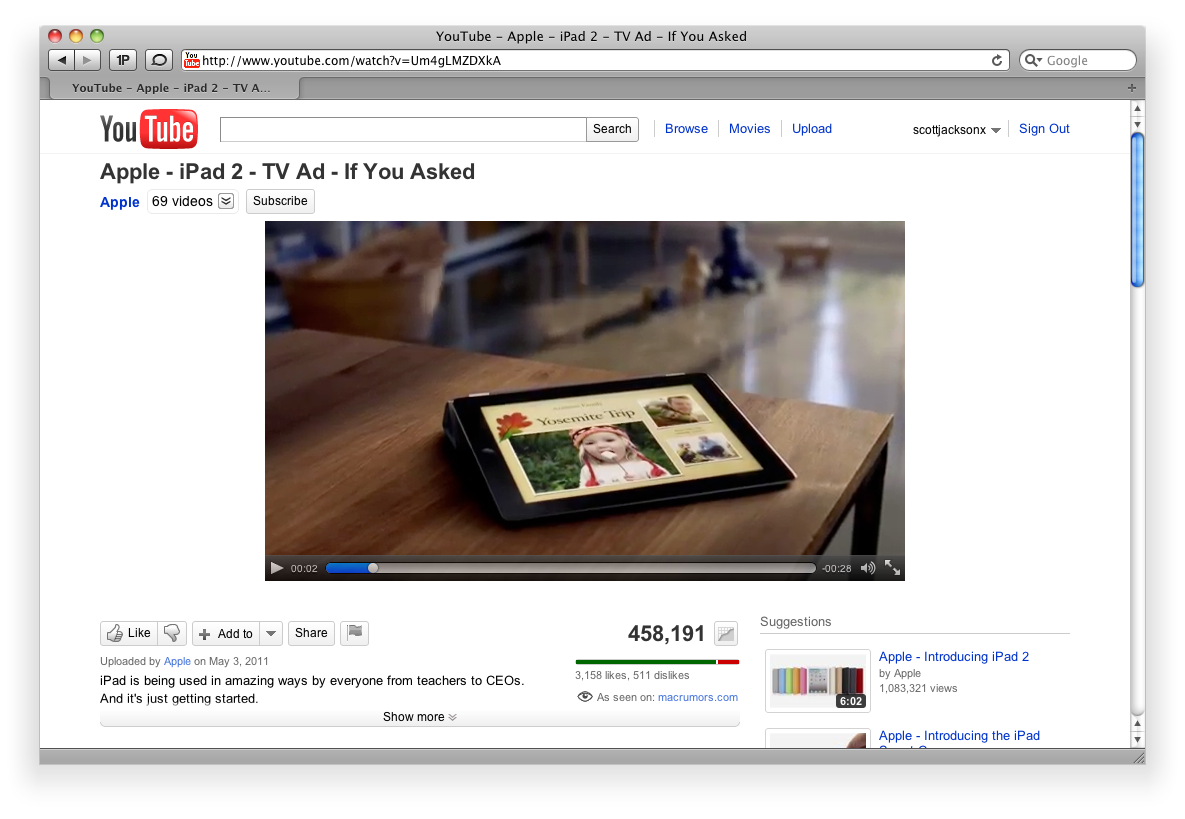 YouTube - Apple - iPad 2 - TV Ad - If You Asked
1P
You
Tube
http://www.youtube.com/watch?v=Um4gLMZDXkA
Google
YouTube - Apple - iPad 2 - TV A...
YouTube
Search
Browse
Movies
Upload
scottjacksonx
Sign Out
Apple - iPad 2 - TV Ad - If You Asked
Apple
69 videos
Subscribe
Yosemite Trip
00:02
-00:28
Like
Add to
Share
458,191
Uploaded by Apple on May 3, 2011
iPad is being used in amazing ways by everyone from teachers to CEOs.
And it's just getting started.
Show more
3,158 likes, 511 dislikes
As seen on: macrumors.com
Suggestions
Apple - Introducing iPad 2
by Apple
1,083,321 views
6:02
Apple - Introducing the iPad